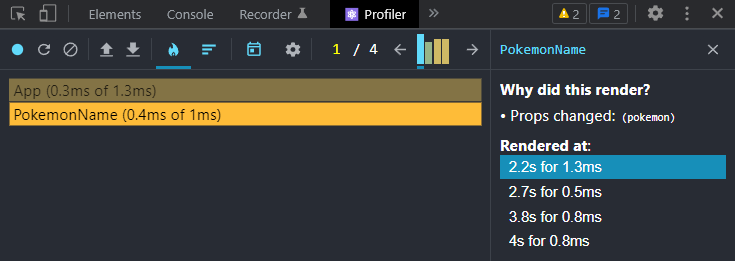 Elements Console Recorder Profiler » 2 2
1 / 4 PokemonName
App (0.3ms of 1.3ms)
PokemonName (0.4ms of 1ms)
Why did this render?
• Props changed: (pokemon)
Rendered at:
2.2s for 1.3ms
2.7s for 0.5ms
3.8s for 0.8ms
4s for 0.8ms